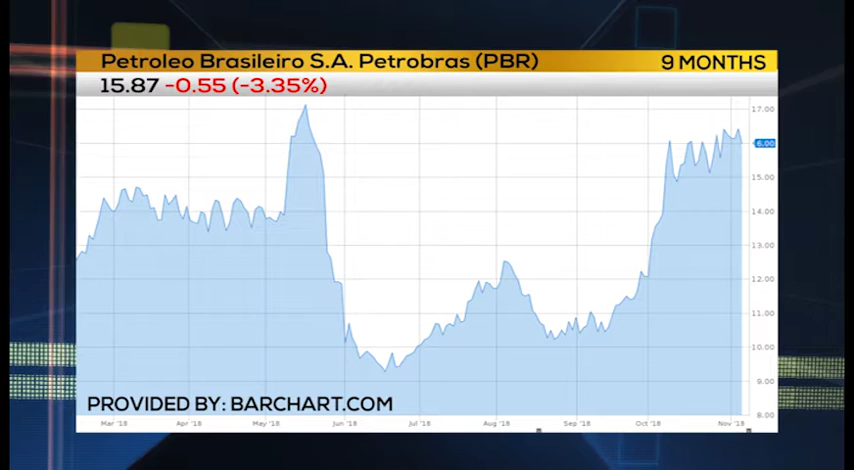 Petroleo Brasileiro S.A. Petrobras (PBR) 9 MONTHS
15.87 -0.55 (-3.35%)
17.00
6.00
15.00
14.00
13.00
12.00
11.00
10.00
9.00
8.00
PROVIDED BY: BARCHART.COM
Mar '18 Apr '18 May '18 Jun '18 Jul '18 Aug '18 Sep '18 Oct '18 Nov '18